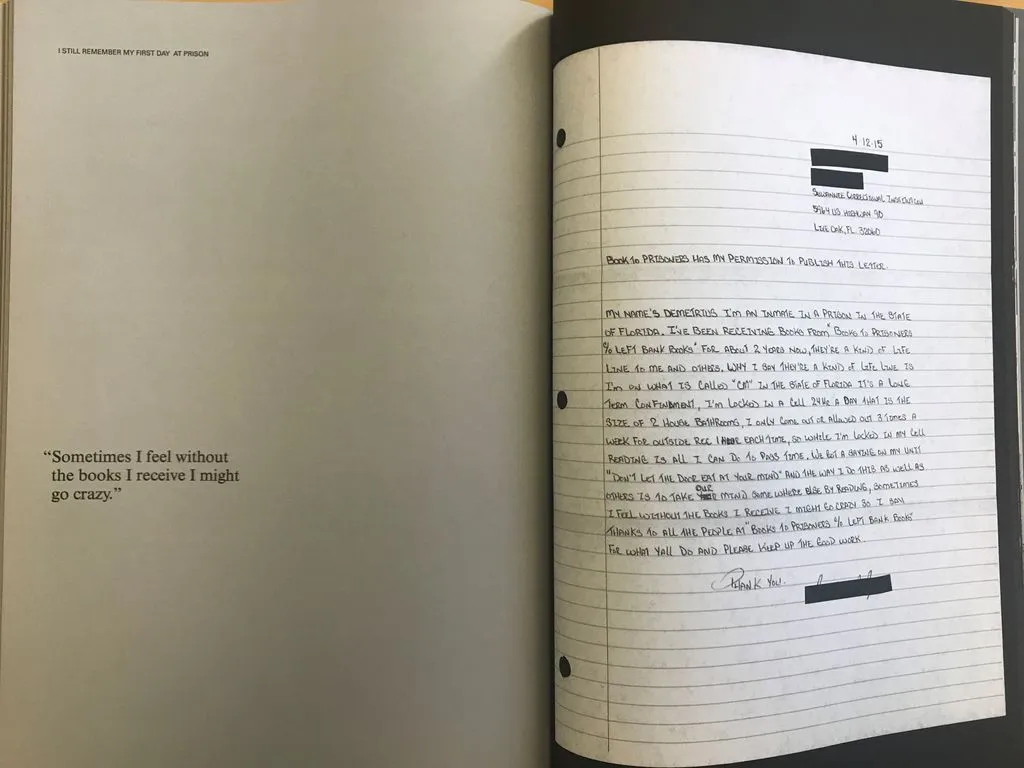 I STILL REMEMBER MY FIRST DAY AT PRISON
“Sometimes I feel without
the books I receive I might
go crazy.”
4-12-15
SUWANNEE CORRECTIONAL INSTITUTION
5964 US HIGHWAY 90
LIVE OAK, FL 32060
BOOK TO PRISONERS HAS MY PERMISSION TO PUBLISH THIS LETTER.
MY NAME'S DEMETRIUS I'M AN INMATE IN A PRISON IN THE STATE
OF FLORIDA. I'VE BEEN RECEIVING BOOKS FROM "BOOKS TO PRISONERS
C/O LEFT BANK BOOKS" FOR ABOUT 2 YEARS NOW, THEY'RE A KIND OF LIFE
LINE TO ME AND OTHERS. WHY I SAY THEY'RE A KIND OF LIFE LINE IS
I'M ON WHAT IS CALLED "CM" IN THE STATE OF FLORIDA IT'S A LONG
TERM CONFINDMENT, I'M LOCKED IN A CELL 24HR A DAY THAT IS THE
SIZE OF 2 HOUSE BATHROOMS, I ONLY COME OUT OR ALLOWED OUT 3 TIMES A
WEEK FOR OUTSIDE REC 1 HOUR EACH TIME, SO WHILE I'M LOCKED IN MY CELL
READING IS ALL I CAN DO TO PASS TIME. WE GOT A SAYING ON MY UNIT
"DON'T LET THE DOOR EAT AT YOUR MIND" AND THE WAY I DO THIS AS WELL AS
OTHERS IS TO TAKE OUR MIND SOME WHERE ELSE BY READING, SOMETIMES
I FEEL WITHOUT THE BOOKS I RECEIVE I MIGHT GO CRAZY SO I SAY
THANKS TO ALL THE PEOPLE AT "BOOKS TO PRISONERS C/O LEFT BANK BOOKS"
FOR WHAT YALL DO AND PLEASE KEEP UP THE GOOD WORK.
THANK YOU.